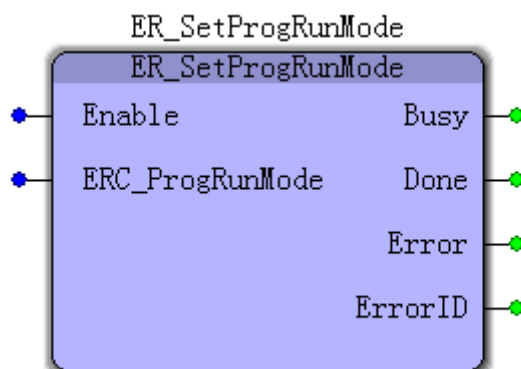 ER_SetProgRunMode
ER_SetProgRunMode
Enable Busy
ERC_ProgRunMode Done
Error
ErrorID